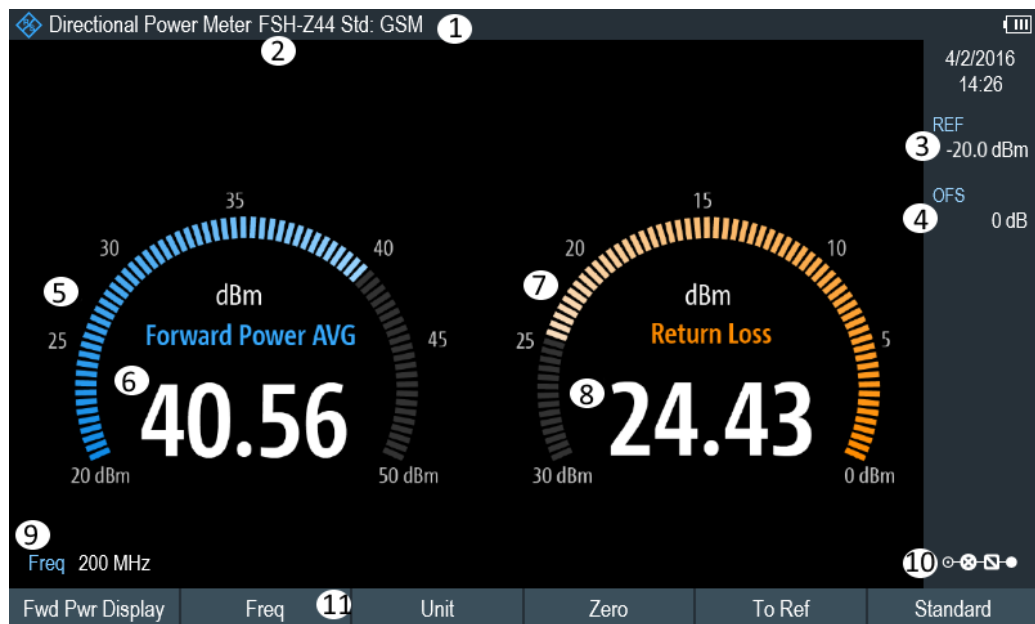 Directional Power Meter FSH-Z44 Std: GSM 1
2
4/2/2016
14:26
REF
3 -20.0 dBm
OFS
4 0 dB
35
30
40
5
25
45
dBm
Forward Power AVG
6 40.56
20 dBm
50 dBm
15
20
10
7
25
5
dBm
Return Loss
8 24.43
30 dBm
0 dBm
9
Freq 200 MHz
10
Fwd Pwr Display Freq 11 Unit Zero To Ref Standard